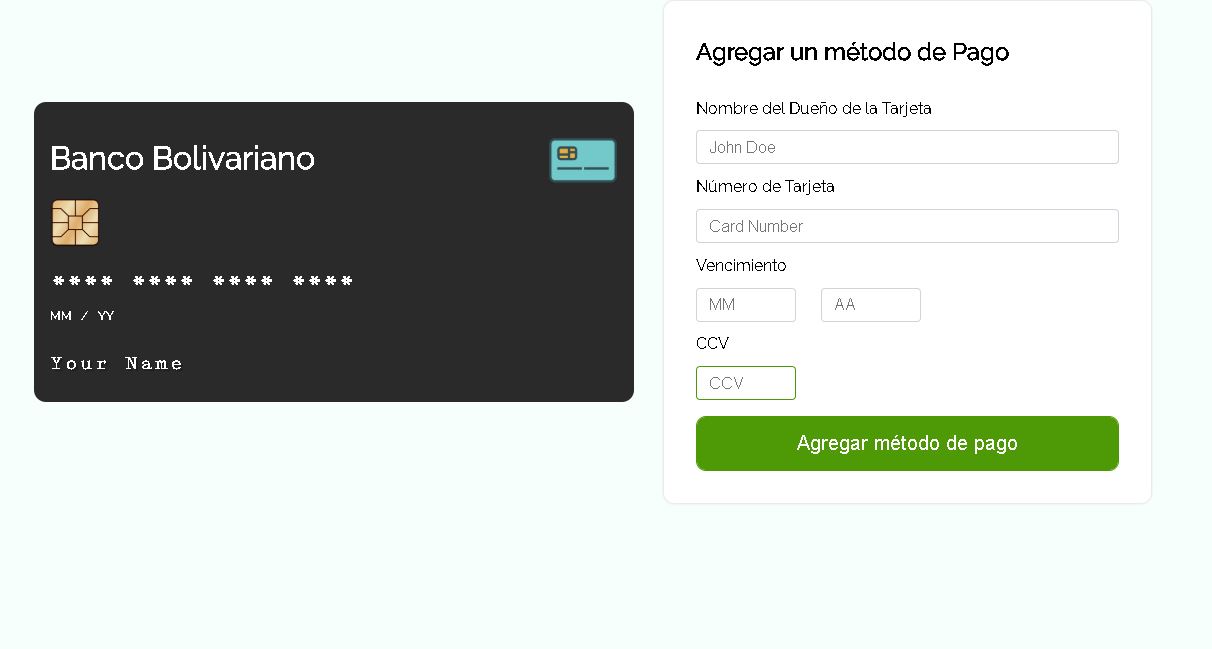 Banco Bolivariano
**** **** **** ****
MM / YY
Your Name
Agregar un método de Pago
Nombre del Dueño de la Tarjeta
John Doe
Número de Tarjeta
Card Number
Vencimiento
MM AA
CCV
CCV
Agregar método de pago